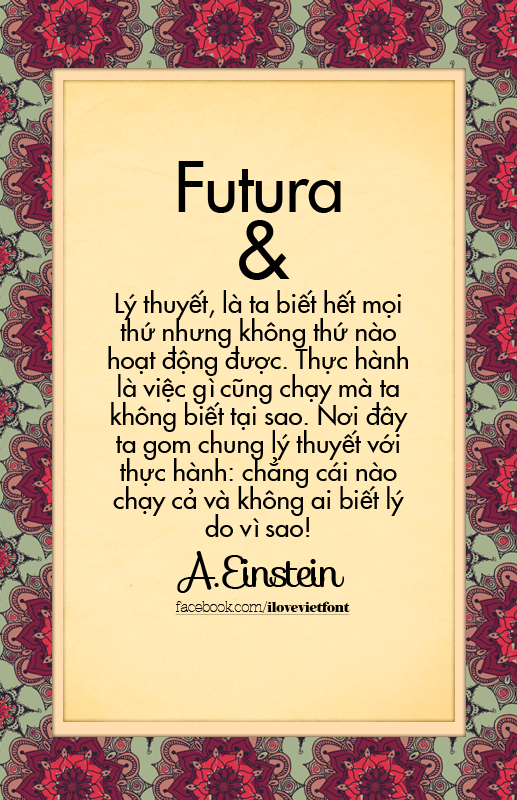 Futura
&
Lý thuyết, là ta biết hết mọi
thứ nhưng không thứ nào
hoạt động được. Thực hành
là việc gì cũng chạy mà ta
không biết tại sao. Nơi đây
ta gom chung lý thuyết với
thực hành: chẳng cái nào
chạy cả và không ai biết lý
do vì sao!
A. Einstein
facebook.com/ilovevietfont